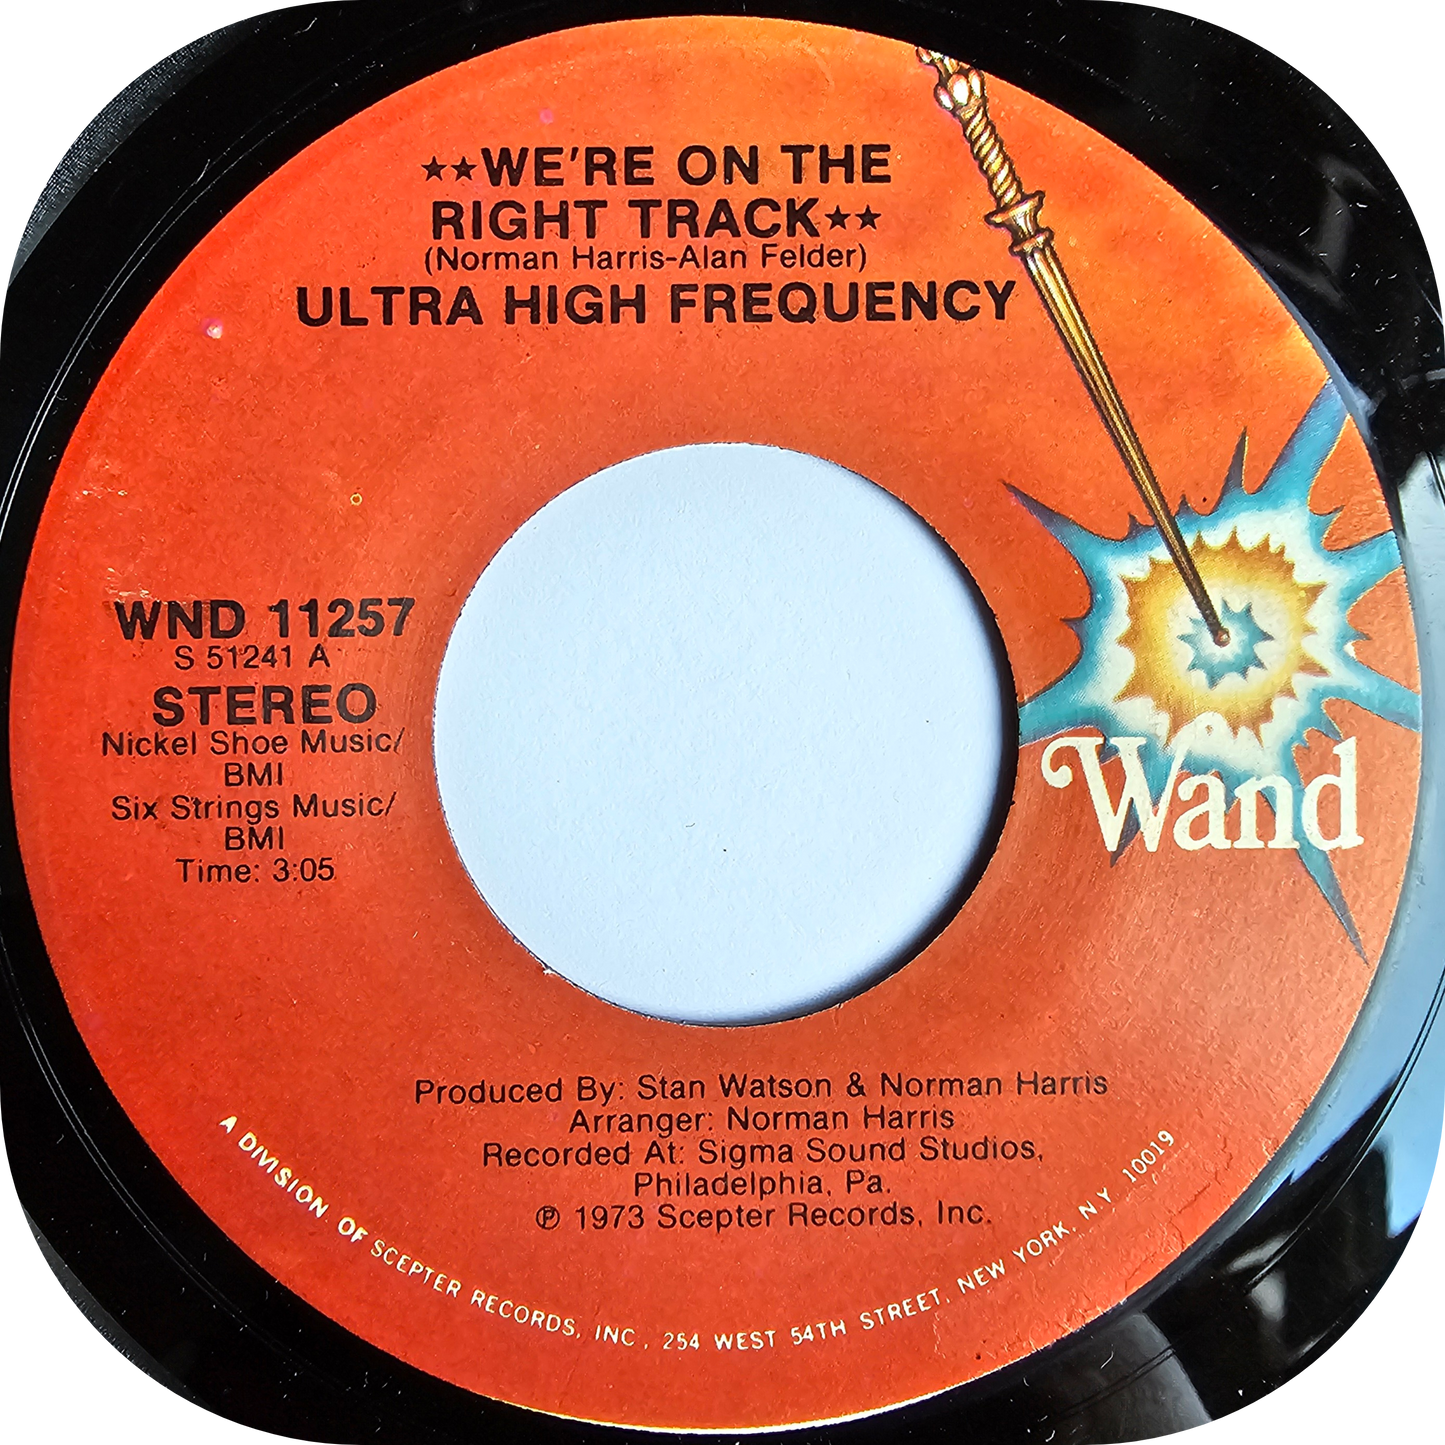 ★★WE'RE ON THE
RIGHT TRACK★★
(Norman Harris-Alan Felder)
ULTRA HIGH FREQUENCY
WND 11257
S 51241 A
STEREO
Nickel Shoe Music/
BMI
Six Strings Music/
BMI
Time: 3:05
Wand
Produced By: Stan Watson & Norman Harris
Arranger: Norman Harris
Recorded At: Sigma Sound Studios,
Philadelphia, Pa.
℗ 1973 Scepter Records, Inc.
A DIVISION OF SCEPTER RECORDS, INC., 254 WEST 54TH STREET, NEW YORK, N.Y. 10019